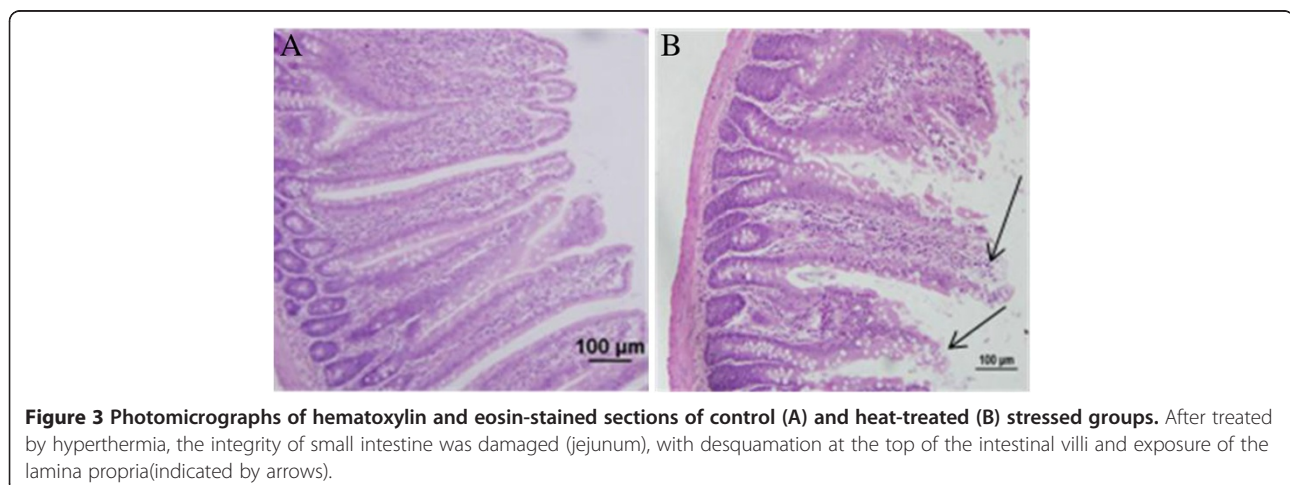 A
B
100 µm
100 µm
Figure 3 Photomicrographs of hematoxylin and eosin-stained sections of control (A) and heat-treated (B) stressed groups. After treated
by hyperthermia, the integrity of small intestine was damaged (jejunum), with desquamation at the top of the intestinal villi and exposure of the
lamina propria(indicated by arrows).